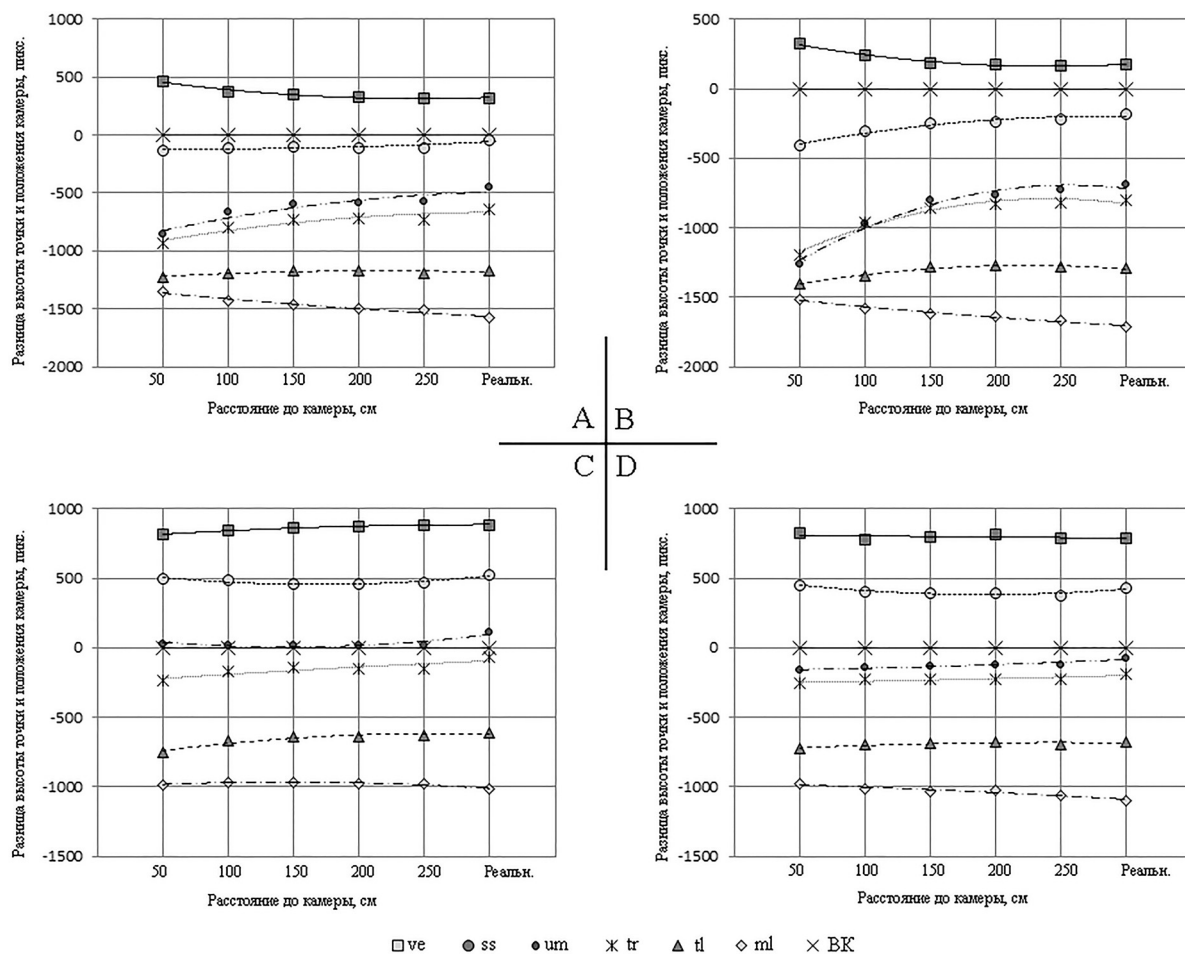 Разница высоты точки и положения камеры, пикс.
1000
500
0
-500
-1000
-1500
-2000
50 100 150 200 250 Реальн.
Расстояние до камеры, см
Разница высоты точки и положения камеры, пикс.
500
0
-500
-1000
-1500
-2000
50 100 150 200 250 Реальн.
Расстояние до камеры, см
A B
C D
Разница высоты точки и положения камеры, пикс.
1000
500
0
-500
-1000
-1500
50 100 150 200 250 Реальн.
Расстояние до камеры, см
Разница высоты точки и положения камеры, пикс.
1000
500
0
-500
-1000
-1500
50 100 150 200 250 Реальн.
Расстояние до камеры, см
ve ss um tr tl ml ВК